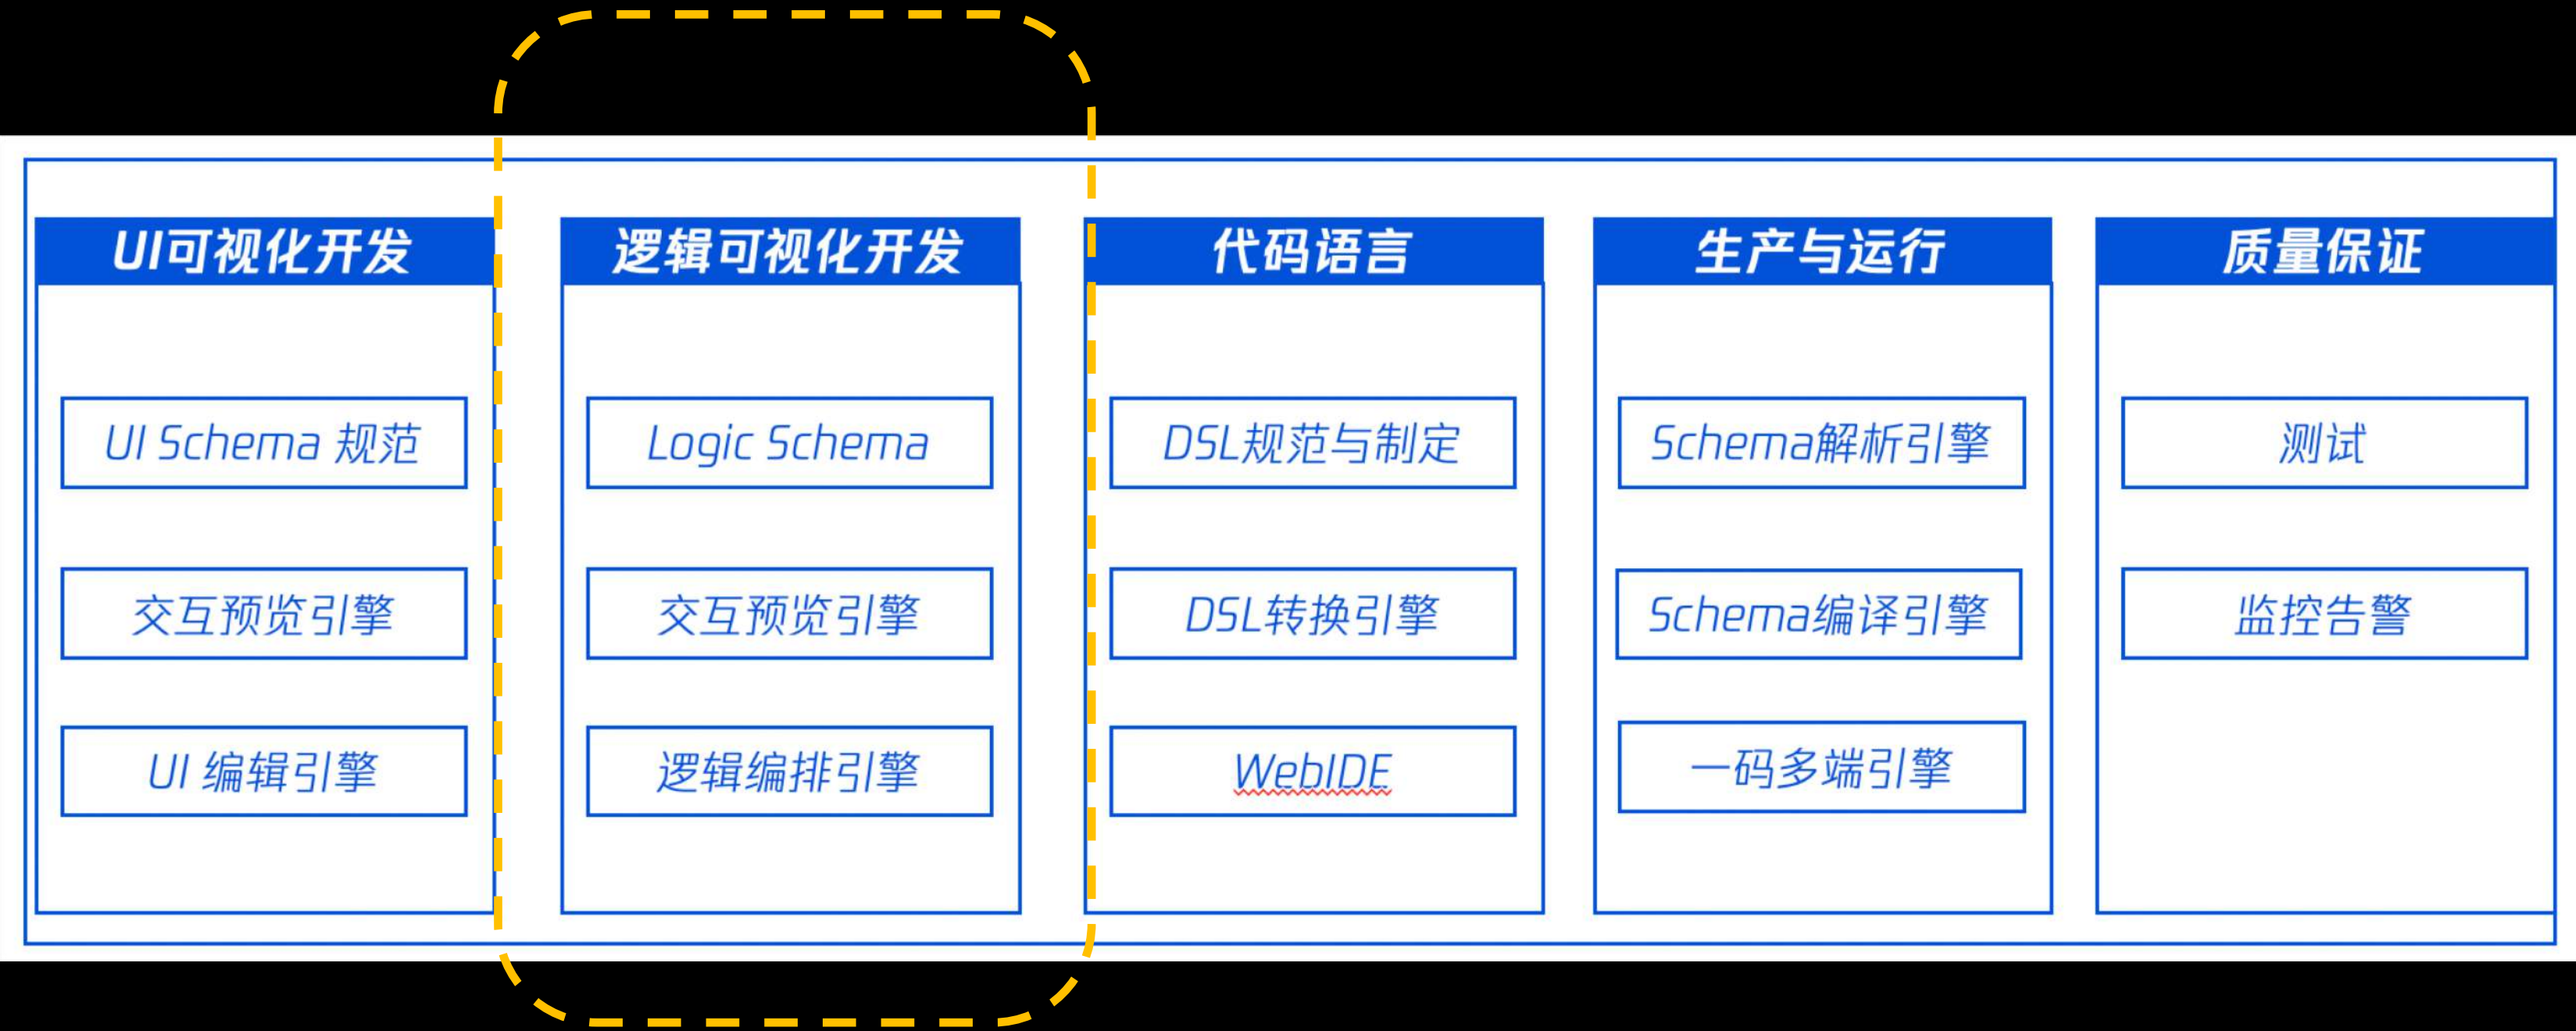 UI可视化开发
UI Schema 规范
交互预览引擎
UI 编辑引擎
逻辑可视化开发
Logic Schema
交互预览引擎
逻辑编排引擎
代码语言
DSL规范与制定
DSL转换引擎
WebIDE
生产与运行
Schema解析引擎
Schema编译引擎
一码多端引擎
质量保证
测试
监控告警